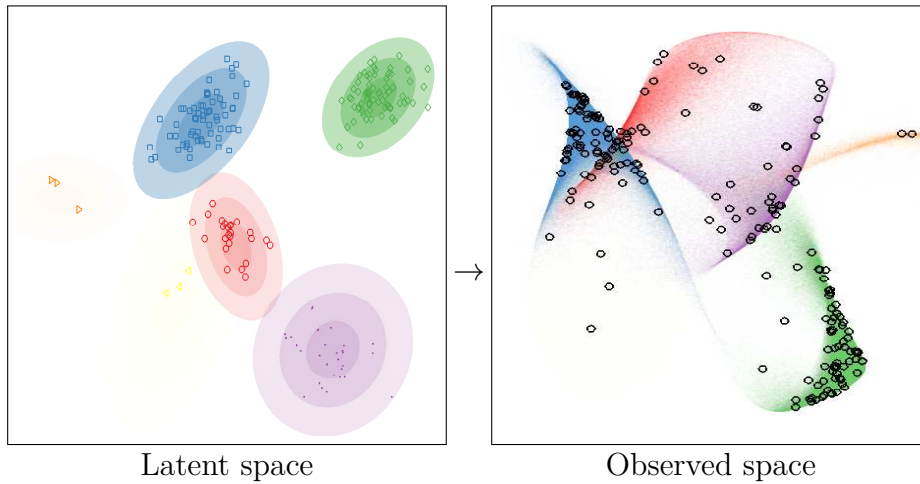 →
Latent space
Observed space